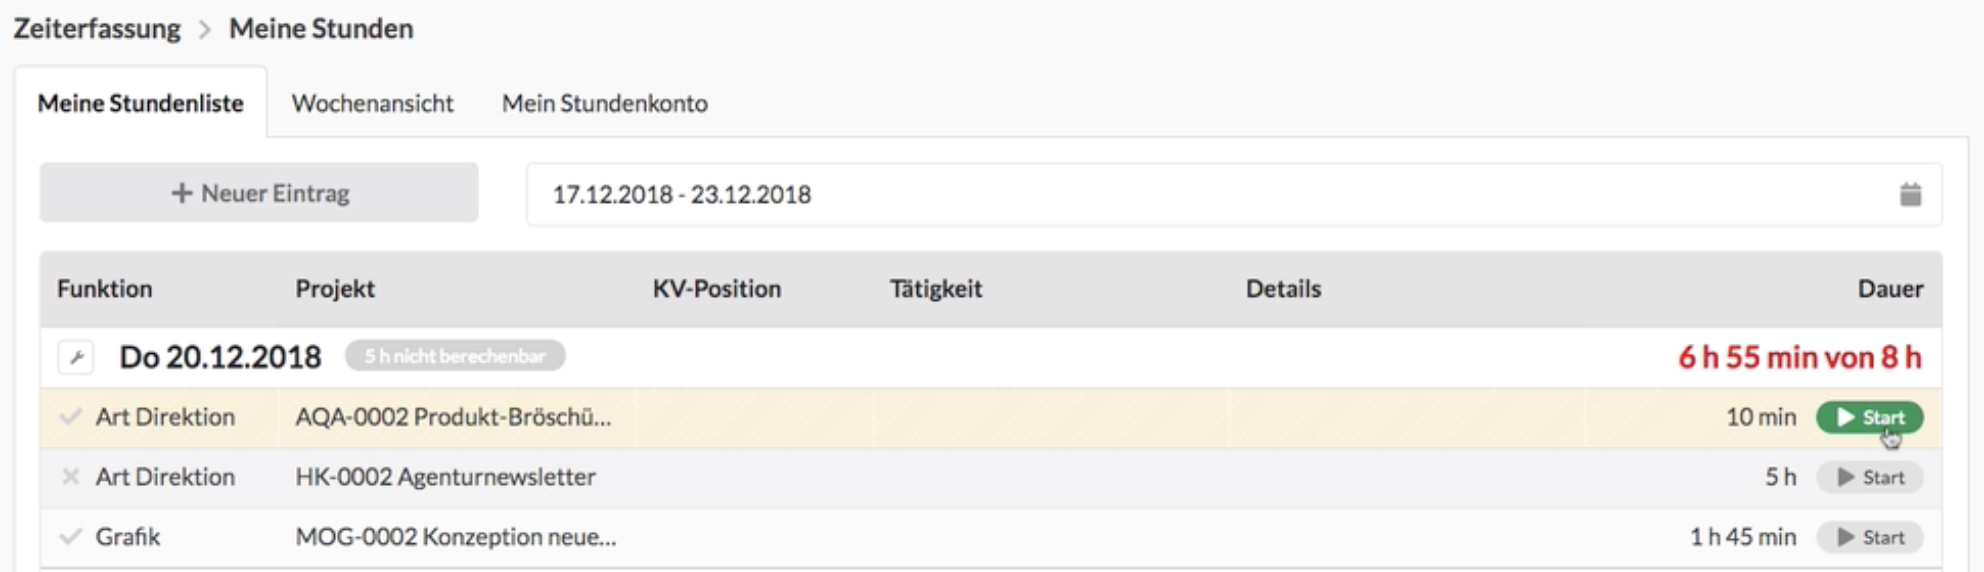 Zeiterfassung > Meine Stunden
Meine Stundenliste Wochenansicht Mein Stundenkonto
+ Neuer Eintrag 17.12.2018 - 23.12.2018
Funktion Projekt KV-Position Tätigkeit Details Dauer
Do 20.12.2018 5 h nicht berechenbar 6 h 55 min von 8 h
Art Direktion AQA-0002 Produkt-Bröschü... 10 min Start
Art Direktion HK-0002 Agenturnewsletter 5 h Start
Grafik MOG-0002 Konzeption neue... 1 h 45 min Start